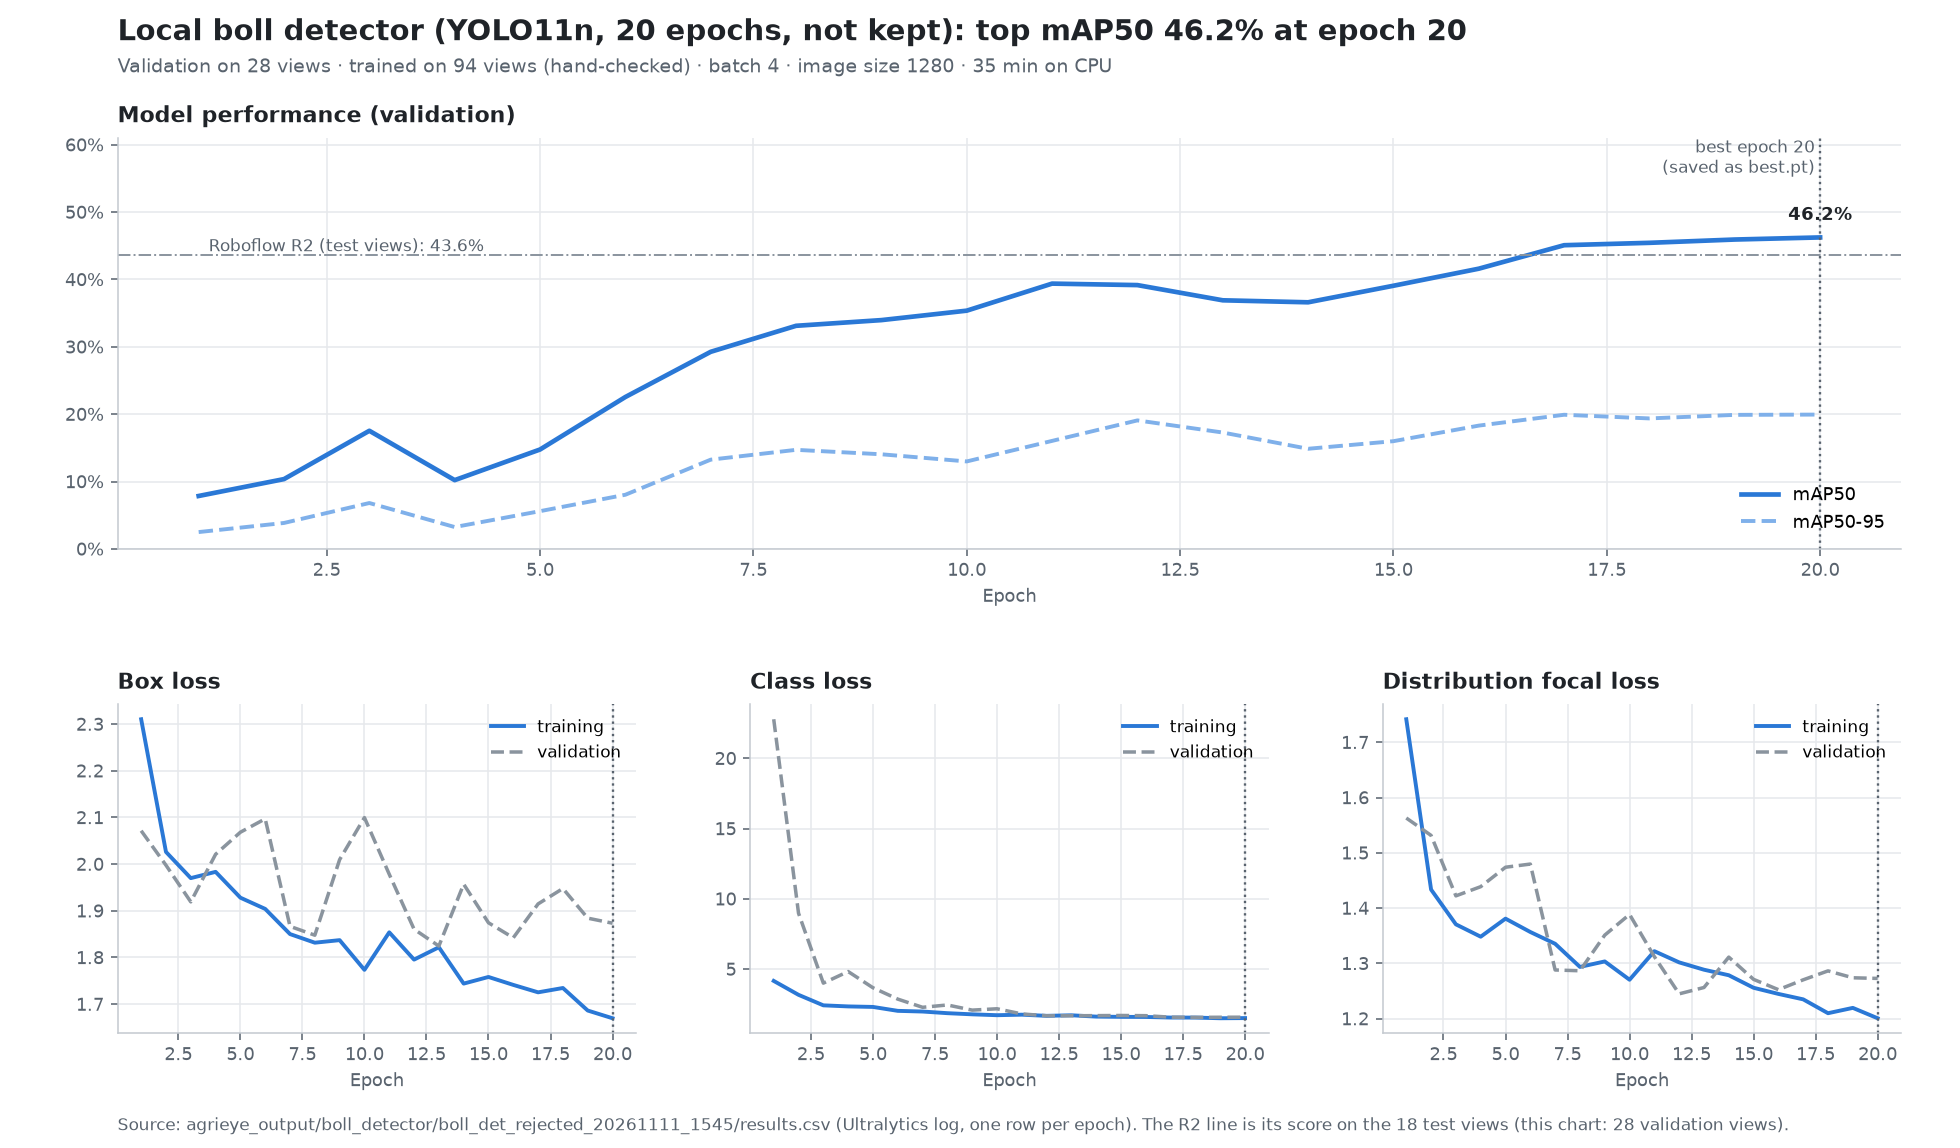 Local boll detector (YOLO11n, 20 epochs, not kept): top mAP50 46.2% at epoch 20
Validation on 28 views · trained on 94 views (hand-checked) · batch 4 · image size 1280 · 35 min on CPU
Model performance (validation)
60%
50%
40%
30%
20%
10%
0%
best epoch 20
(saved as best.pt)
46.2%
Roboflow R2 (test views): 43.6%
mAP50
mAP50-95
2.5 5.0 7.5 10.0 12.5 15.0 17.5 20.0
Epoch
Box loss
training
validation
2.3
2.2
2.1
2.0
1.9
1.8
1.7
2.5 5.0 7.5 10.0 12.5 15.0 17.5 20.0
Epoch
Class loss
training
validation
20
15
10
5
2.5 5.0 7.5 10.0 12.5 15.0 17.5 20.0
Epoch
Distribution focal loss
training
validation
1.7
1.6
1.5
1.4
1.3
1.2
2.5 5.0 7.5 10.0 12.5 15.0 17.5 20.0
Epoch
Source: agrieye_output/boll_detector/boll_det_rejected_20261111_1545/results.csv (Ultralytics log, one row per epoch). The R2 line is its score on the 18 test views (this chart: 28 validation views).